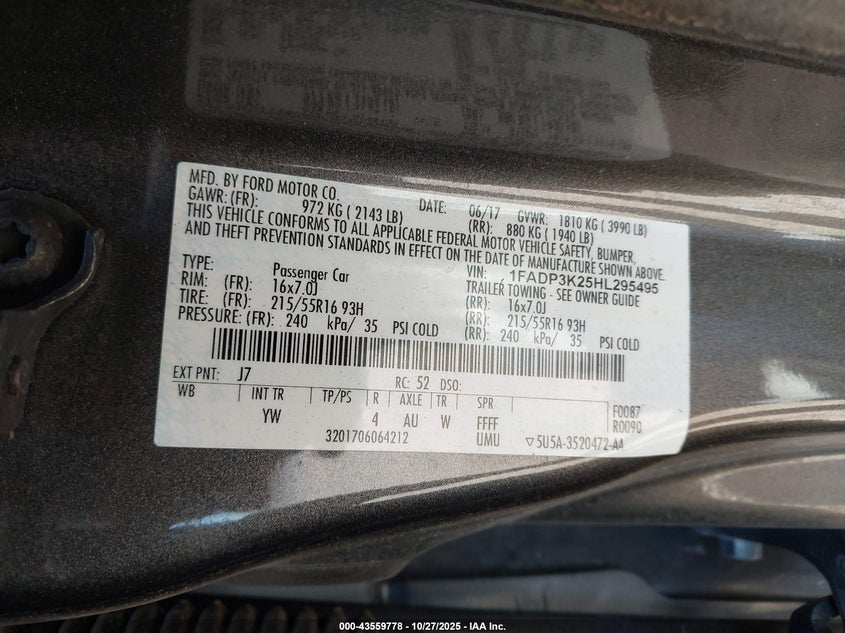 MFD. BY FORD MOTOR CO.
GAWR: (FR): 972 KG ( 2143 LB) DATE: 06/17 GVWR: 1810 KG ( 3990 LB)
(RR): 880 KG ( 1940 LB)
THIS VEHICLE CONFORMS TO ALL APPLICABLE FEDERAL MOTOR VEHICLE SAFETY, BUMPER,
AND THEFT PREVENTION STANDARDS IN EFFECT ON THE DATE OF MANUFACTURE SHOWN ABOVE.
TYPE: Passenger Car VIN: 1FADP3K25HL295495
TRAILER TOWING - SEE OWNER GUIDE
RIM: (FR): 16x7.0J (RR): 16x7.0J
TIRE: (FR): 215/55R16 93H (RR): 215/55R16 93H
PRESSURE: (FR): 240 kPa/ 35 PSI COLD (RR): 240 kPa/ 35 PSI COLD
EXT PNT: J7 RC: 52 DSO:
WB INT TR TP/PS R AXLE TR SPR F0087
YW 4 AU W FFFF R0090
3201706064212 UMU ▽5U5A-3520472-AA
000-43559778 - 10/27/2025 - IAA Inc.